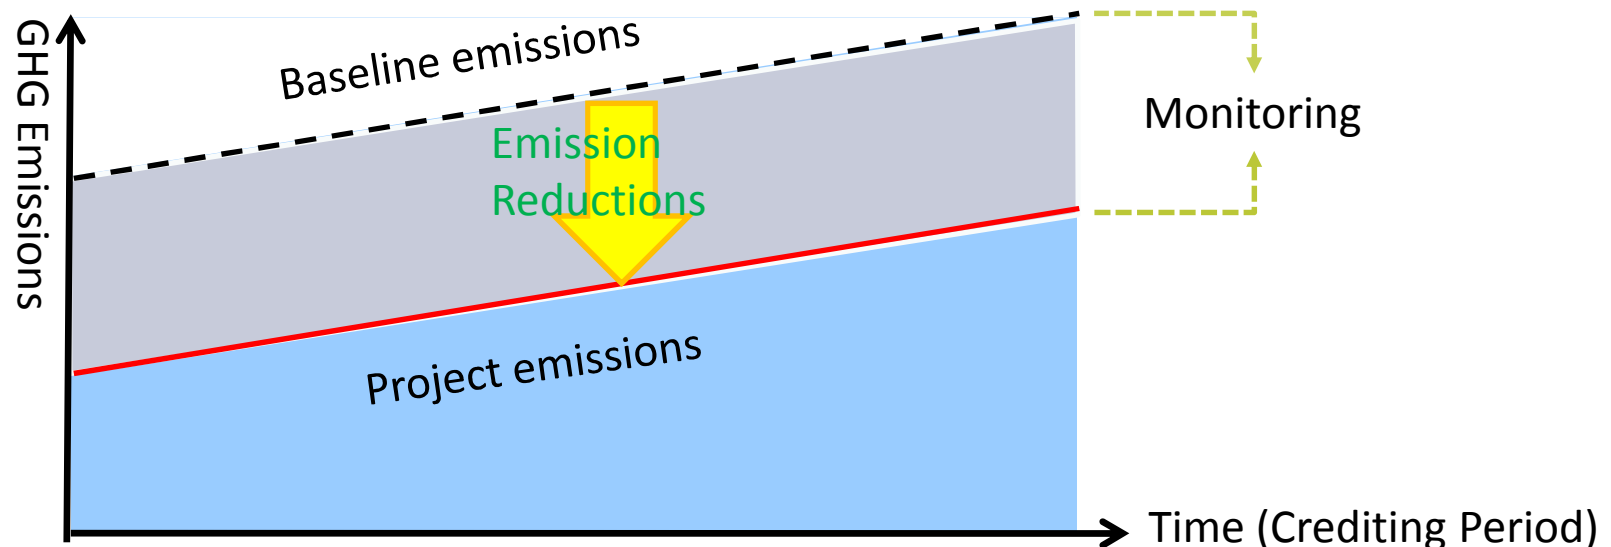 GHG Emissions
Baseline emissions
Emission
Reductions
Monitoring
Project emissions
Time (Crediting Period)